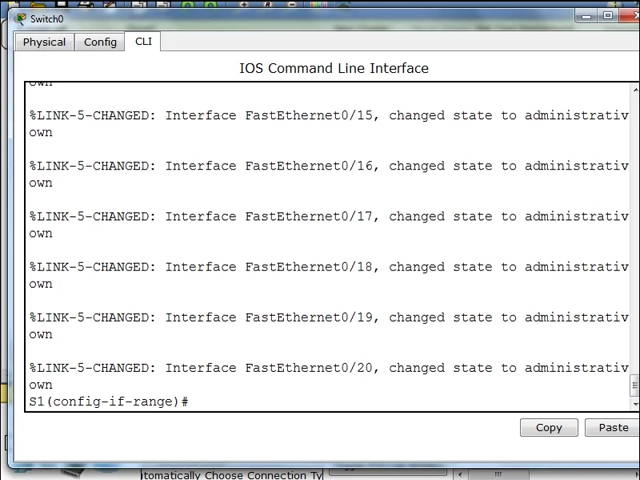 Switch0
Physical Config CLI
IOS Command Line Interface
own
%LINK-5-CHANGED: Interface FastEthernet0/15, changed state to administrativ
own
%LINK-5-CHANGED: Interface FastEthernet0/16, changed state to administrativ
own
%LINK-5-CHANGED: Interface FastEthernet0/17, changed state to administrativ
own
%LINK-5-CHANGED: Interface FastEthernet0/18, changed state to administrativ
own
%LINK-5-CHANGED: Interface FastEthernet0/19, changed state to administrativ
own
%LINK-5-CHANGED: Interface FastEthernet0/20, changed state to administrativ
own
S1(config-if-range)#
Copy Paste
utomatically Choose Connection Ty